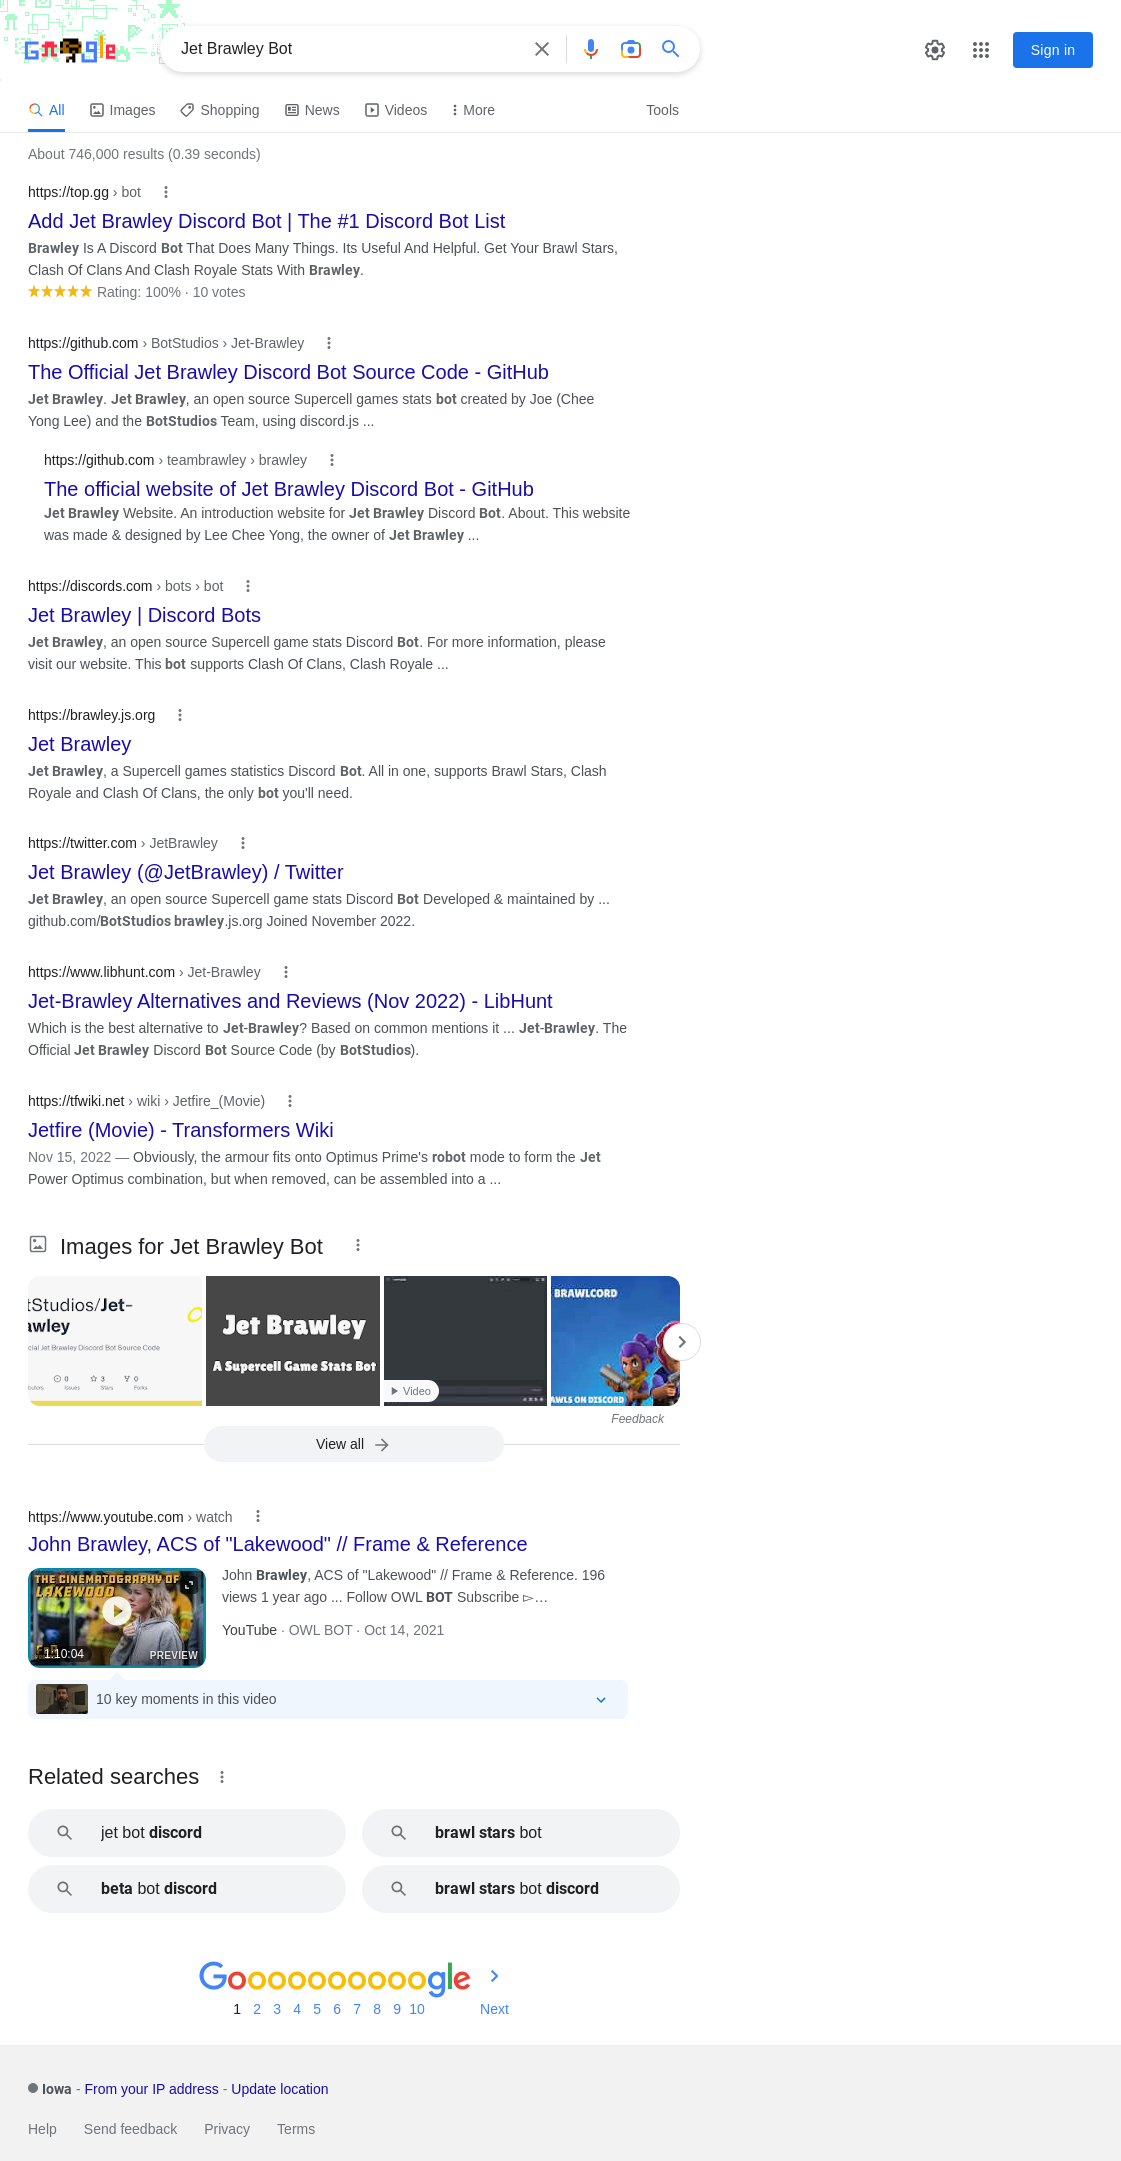 Google
Jet Brawley Bot
Sign in
All Images Shopping News Videos More Tools
About 746,000 results (0.39 seconds)
https://top.gg › bot
Add Jet Brawley Discord Bot | The #1 Discord Bot List
Brawley Is A Discord Bot That Does Many Things. Its Useful And Helpful. Get Your Brawl Stars,
Clash Of Clans And Clash Royale Stats With Brawley.
Rating: 100% · 10 votes
https://github.com › BotStudios › Jet-Brawley
The Official Jet Brawley Discord Bot Source Code - GitHub
Jet Brawley. Jet Brawley, an open source Supercell games stats bot created by Joe (Chee
Yong Lee) and the BotStudios Team, using discord.js ...
https://github.com › teambrawley › brawley
The official website of Jet Brawley Discord Bot - GitHub
Jet Brawley Website. An introduction website for Jet Brawley Discord Bot. About. This website
was made & designed by Lee Chee Yong, the owner of Jet Brawley ...
https://discords.com › bots › bot
Jet Brawley | Discord Bots
Jet Brawley, an open source Supercell game stats Discord Bot. For more information, please
visit our website. This bot supports Clash Of Clans, Clash Royale ...
https://brawley.js.org
Jet Brawley
Jet Brawley, a Supercell games statistics Discord Bot. All in one, supports Brawl Stars, Clash
Royale and Clash Of Clans, the only bot you'll need.
https://twitter.com › JetBrawley
Jet Brawley (@JetBrawley) / Twitter
Jet Brawley, an open source Supercell game stats Discord Bot Developed & maintained by ...
github.com/BotStudios brawley.js.org Joined November 2022.
https://www.libhunt.com › Jet-Brawley
Jet-Brawley Alternatives and Reviews (Nov 2022) - LibHunt
Which is the best alternative to Jet-Brawley? Based on common mentions it ... Jet-Brawley. The
Official Jet Brawley Discord Bot Source Code (by BotStudios).
https://tfwiki.net › wiki › Jetfire_(Movie)
Jetfire (Movie) - Transformers Wiki
Nov 15, 2022 — Obviously, the armour fits onto Optimus Prime's robot mode to form the Jet
Power Optimus combination, but when removed, can be assembled into a ...
Images for Jet Brawley Bot
tStudios/Jet-
awley
cial Jet Brawley Discord Bot Source Code
0 3 0
Issues Stars Forks
Jet Brawley
A Supercell Game Stats Bot
Video
BRAWLCORD
AWLS ON DISCORD
Feedback
View all
https://www.youtube.com › watch
John Brawley, ACS of "Lakewood" // Frame & Reference
THE CINEMATOGRAPHY OF
LAKEWOOD
1:10:04
PREVIEW
John Brawley, ACS of "Lakewood" // Frame & Reference. 196
views 1 year ago ... Follow OWL BOT Subscribe ▻…
YouTube · OWL BOT · Oct 14, 2021
10 key moments in this video
Related searches
jet bot discord
brawl stars bot
beta bot discord
brawl stars bot discord
Goooooooooogle
1 2 3 4 5 6 7 8 9 10 Next
Iowa - From your IP address - Update location
Help Send feedback Privacy Terms